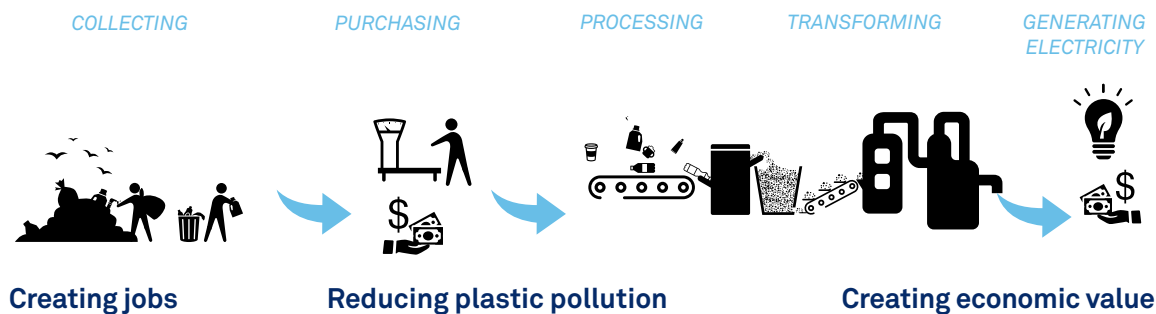 COLLECTING
PURCHASING
PROCESSING
TRANSFORMING
GENERATING
ELECTRICITY
$
$
Creating jobs
Reducing plastic pollution
Creating economic value